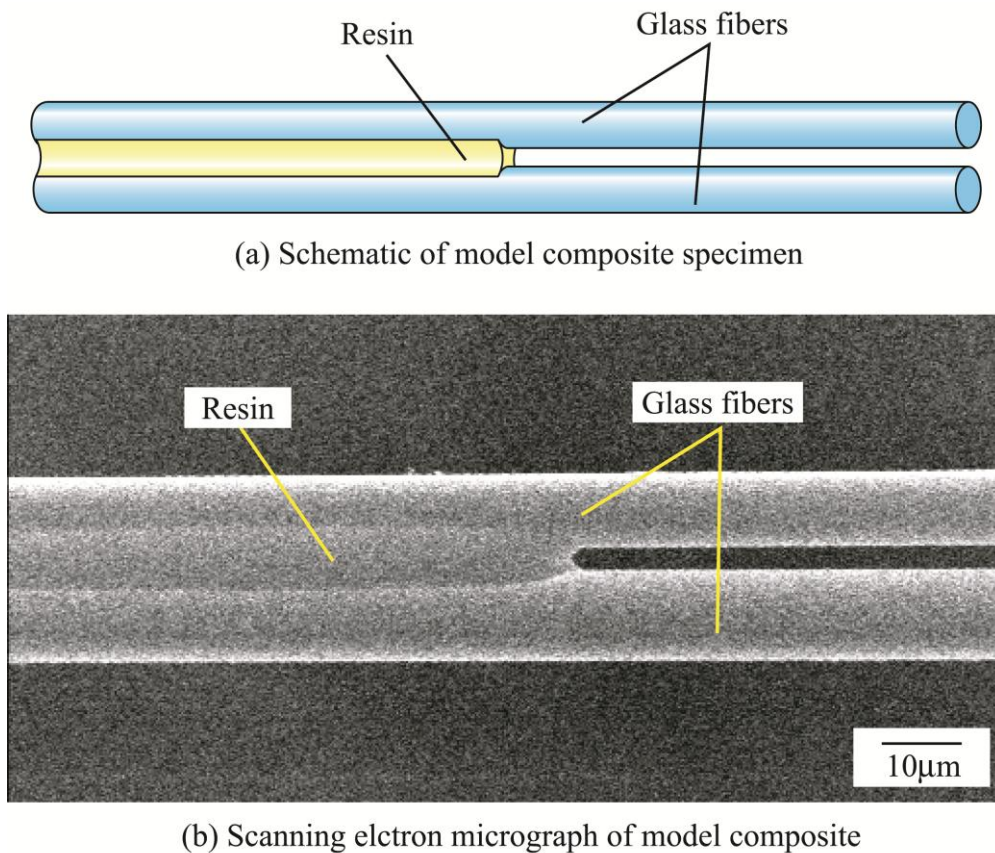 Resin
Glass fibers
(a) Schematic of model composite specimen
Resin
Glass fibers
10μm
(b) Scanning elctron micrograph of model composite